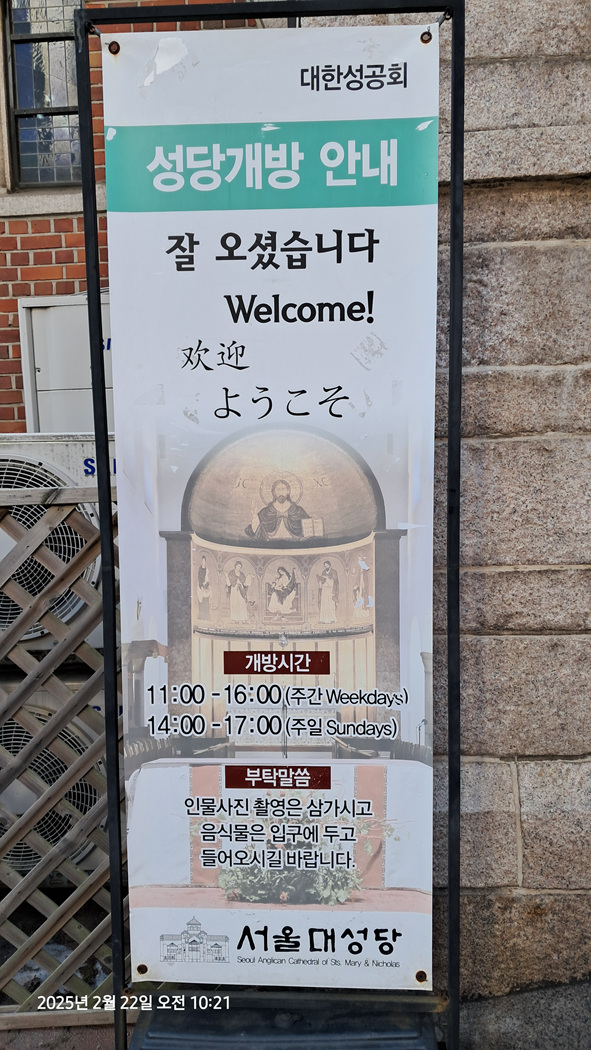 대한성공회
성당개방 안내
잘 오셨습니다
Welcome!
欢迎
ようこそ
IC XC
개방시간
11:00 - 16:00 (주간 Weekdays)
14:00 - 17:00 (주일 Sundays)
부탁말씀
인물사진 촬영은 삼가시고
음식물은 입구에 두고
들어오시길 바랍니다.
서울대성당
Seoul Anglican Cathedral of Sts. Mary & Nicholas
2025년 2월 22일 오전 10:21